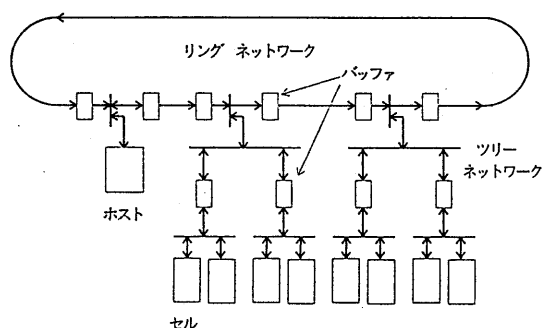 リング ネットワーク
バッファ
ツリー
ネットワーク
ホスト
セル